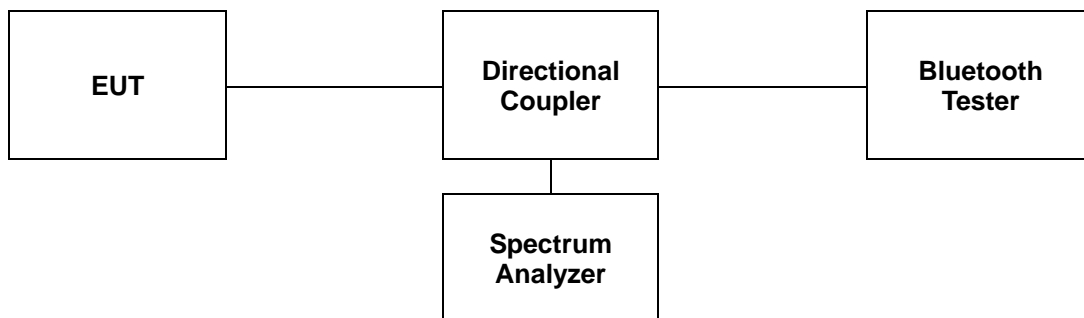 EUT
Directional
Coupler
Bluetooth
Tester
Spectrum
Analyzer